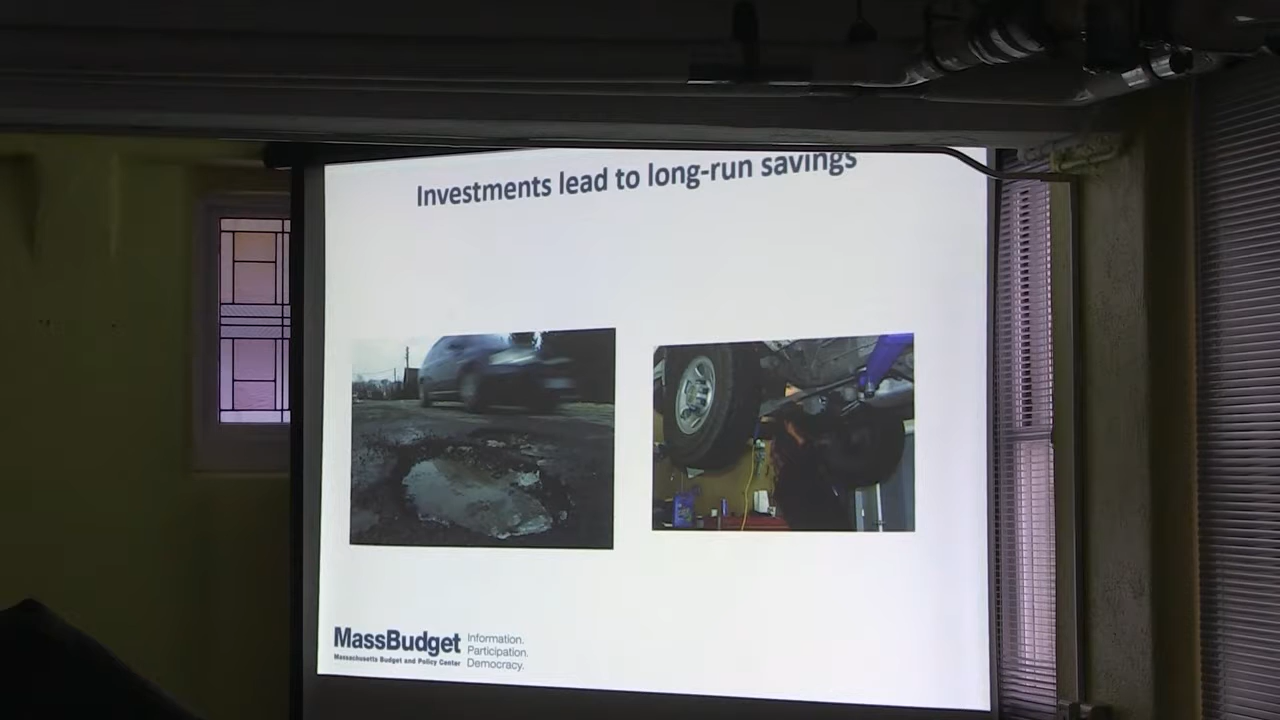 Investments lead to long-run savings
MassBudget
Massachusetts Budget and Policy Center
Information.
Participation.
Democracy.